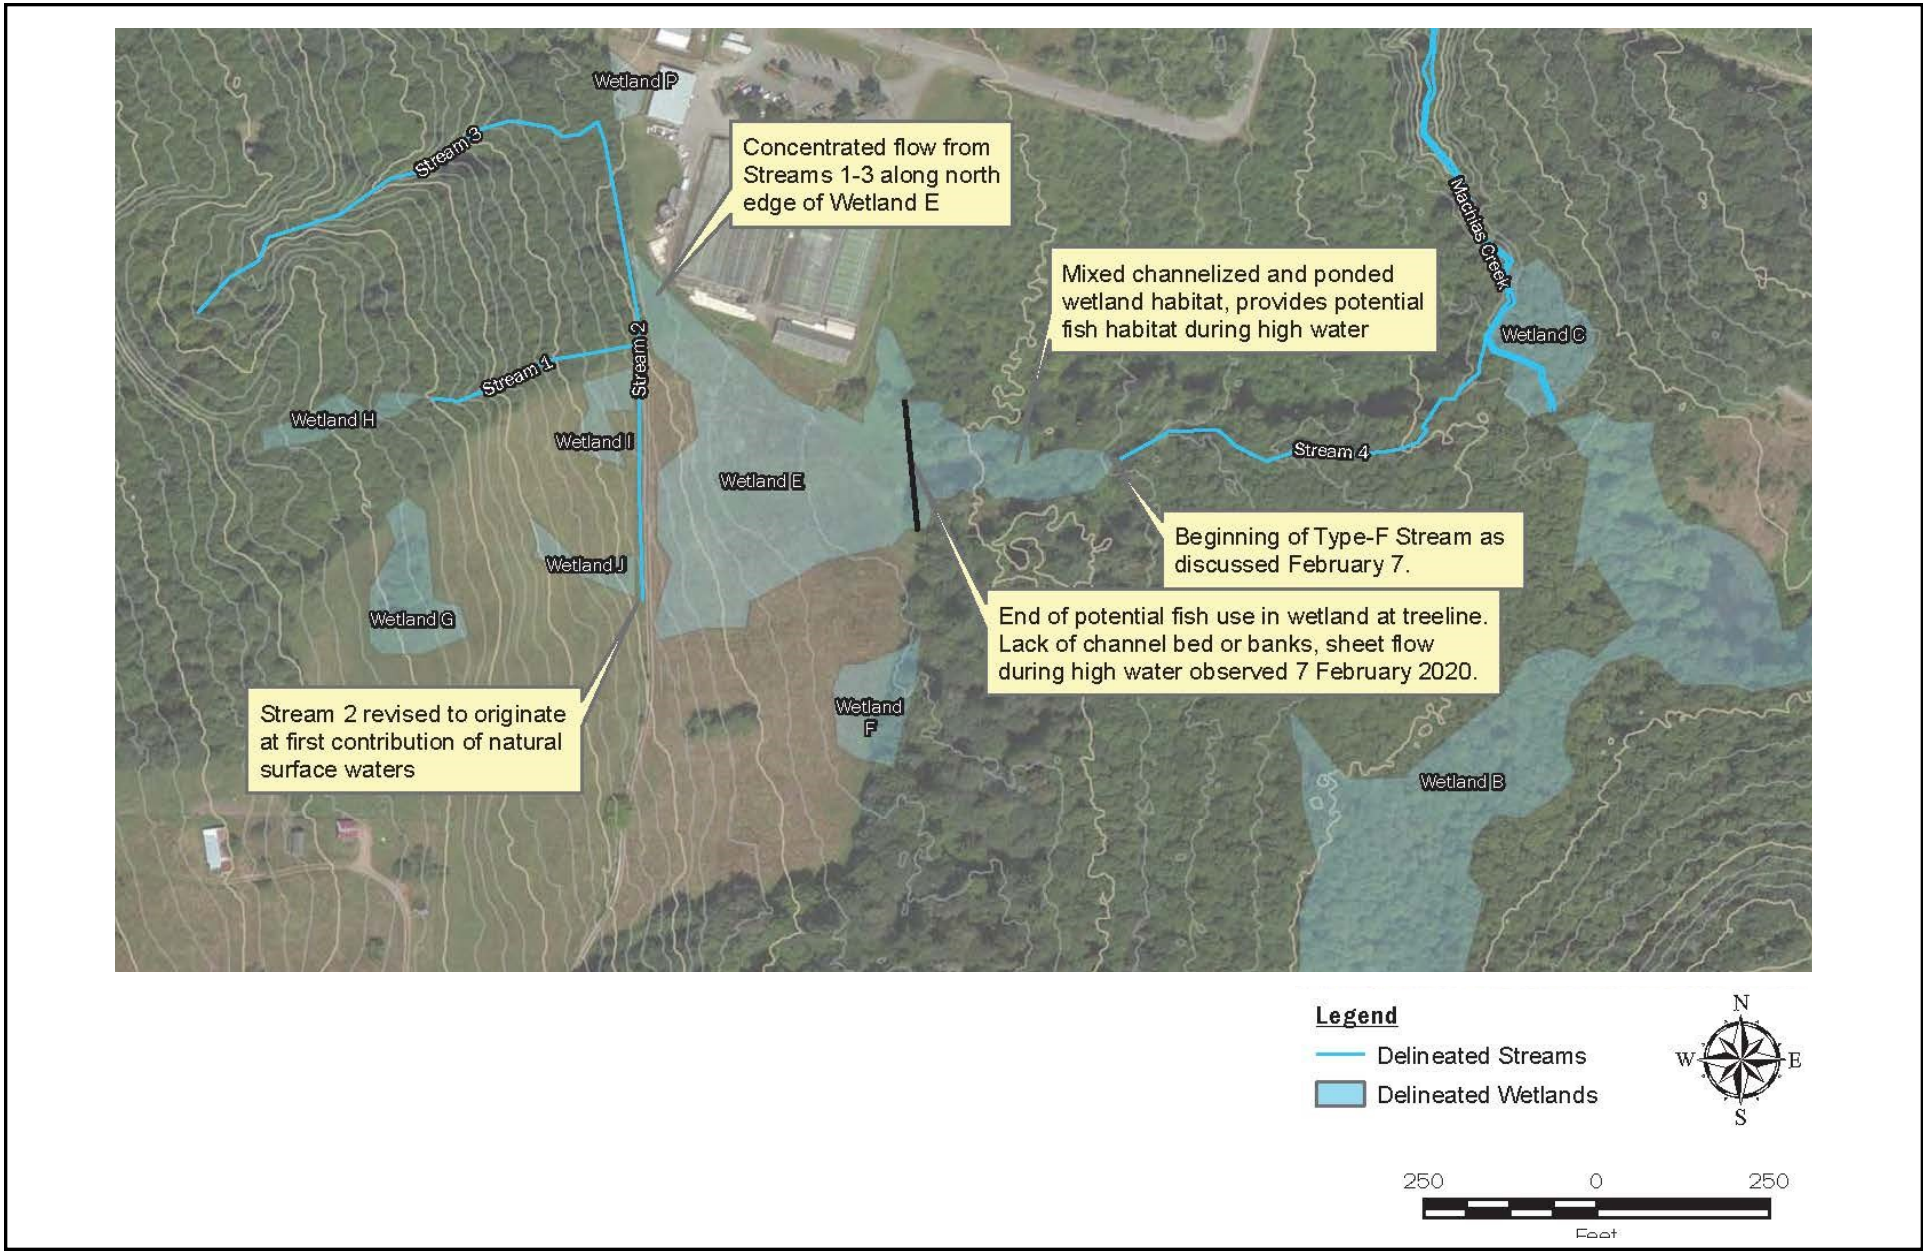 Wetland P
Concentrated flow from
Streams 1-3 along north
edge of Wetland E
Stream 3
Machias Creek
Mixed channelized and ponded
wetland habitat, provides potential
fish habitat during high water
Wetland C
Stream 2
Stream 1
Wetland H
Wetland I
Stream 4
Wetland E
Beginning of Type-F Stream as
discussed February 7.
Wetland J
Wetland G
End of potential fish use in wetland at treeline.
Lack of channel bed or banks, sheet flow
during high water observed 7 February 2020.
Stream 2 revised to originate
at first contribution of natural
surface waters
Wetland
F
Wetland B
Legend
Delineated Streams
Delineated Wetlands
N
W
E
S
250 0 250
Feet